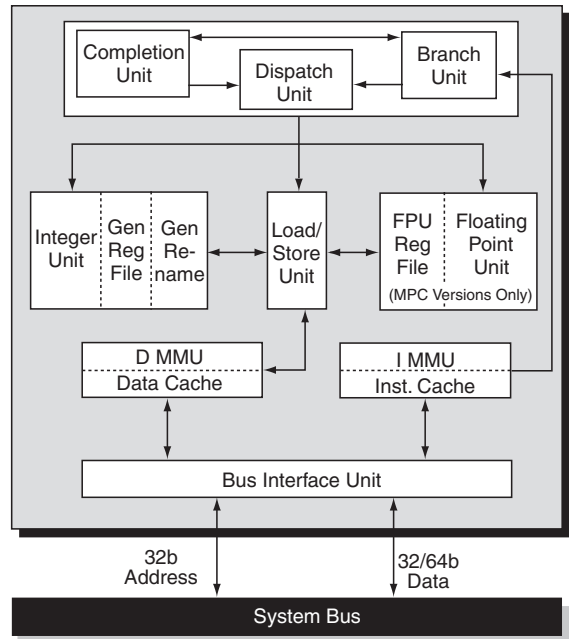 Completion
Unit
Dispatch
Unit
Branch
Unit
Integer
Unit
Gen
Reg
File
Gen
Re-
name
Load/
Store
Unit
FPU
Reg
File
Floating
Point
Unit
(MPC Versions Only)
D MMU
Data Cache
I MMU
Inst. Cache
Bus Interface Unit
32b
Address
32/64b
Data
System Bus